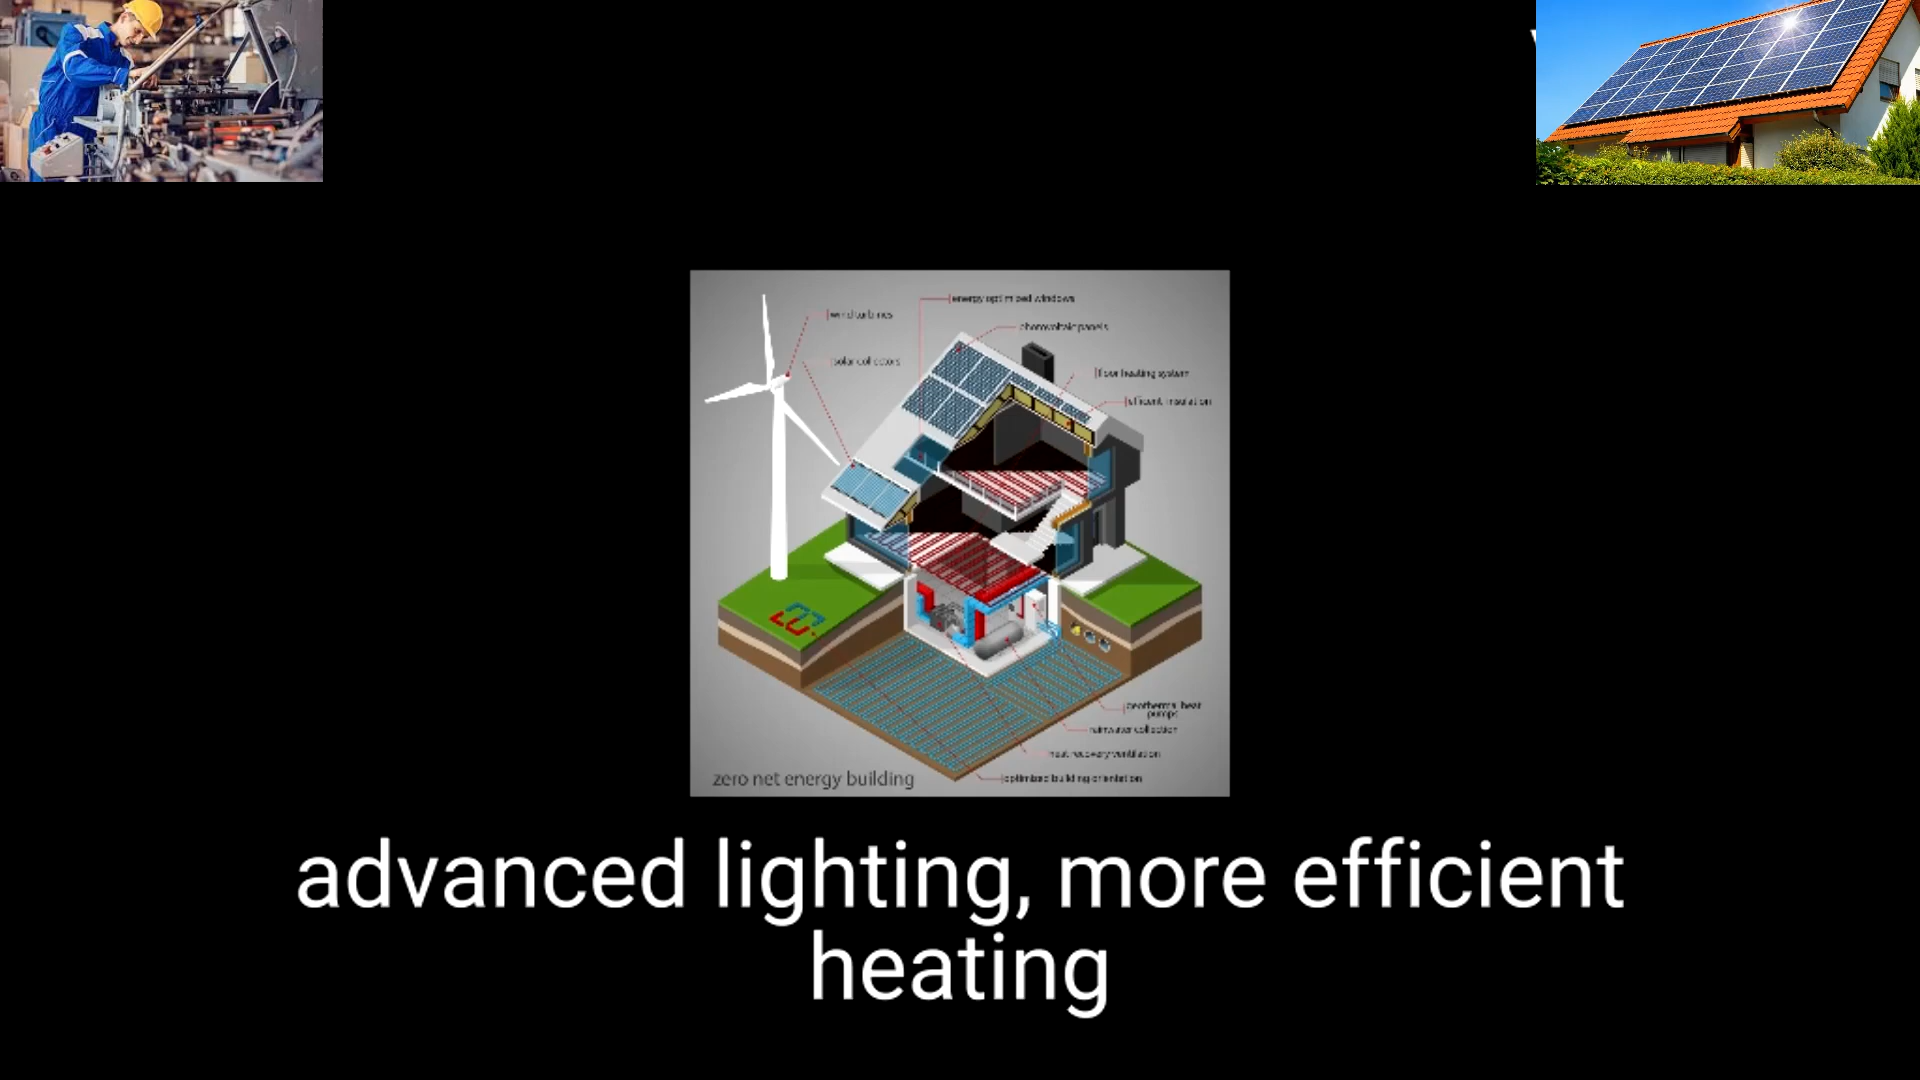 energy optimized windows
wind turbines
photovoltaic panels
solar collectors
floor heating system
efficent insulation
geothermal heat
pumps
rainwater collection
heat recovery ventilation
optimized building orientation
zero net energy building
advanced lighting, more efficient
heating